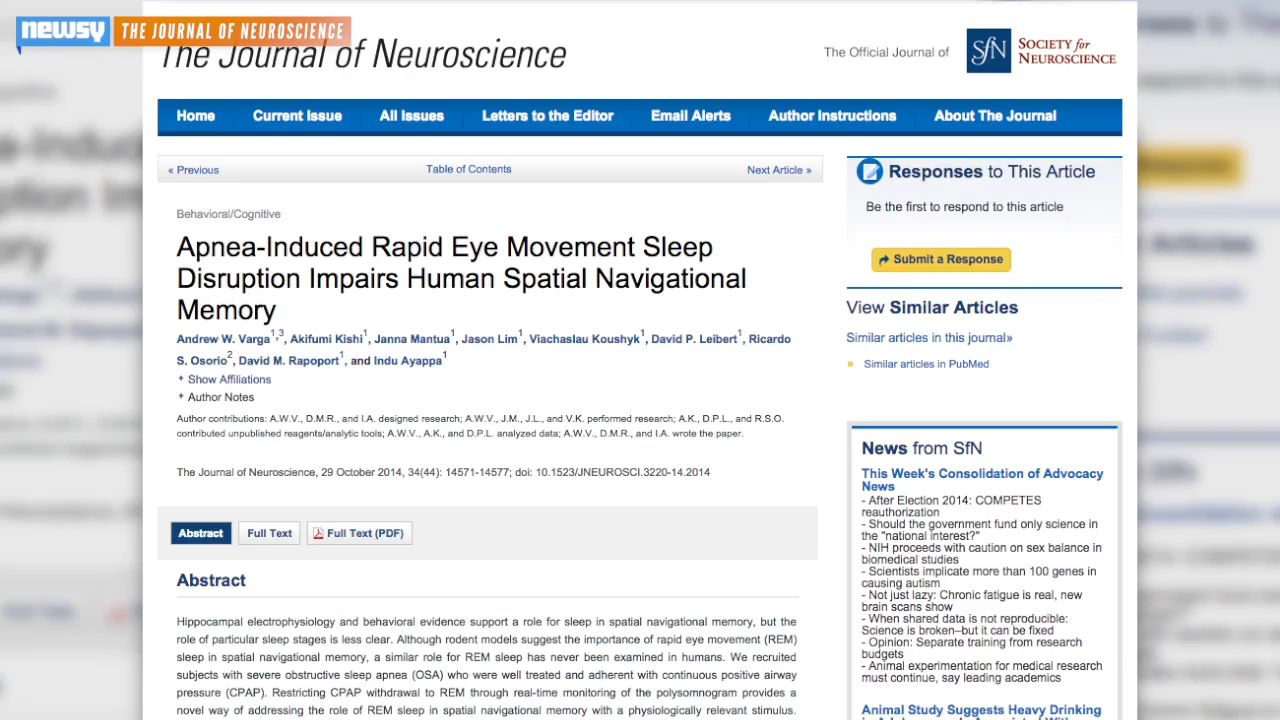 newsy THE JOURNAL OF NEUROSCIENCE
The Journal of Neuroscience
The Official Journal of
SfN SOCIETY for
NEUROSCIENCE
Home Current Issue All Issues Letters to the Editor Email Alerts Author Instructions About The Journal
« Previous Table of Contents Next Article »
Behavioral/Cognitive
Apnea-Induced Rapid Eye Movement Sleep
Disruption Impairs Human Spatial Navigational
Memory
Andrew W. Varga1,3, Akifumi Kishi1, Janna Mantua1, Jason Lim1, Viachaslau Koushyk1, David P. Leibert1, Ricardo
S. Osorio2, David M. Rapoport1, and Indu Ayappa1
+ Show Affiliations
+ Author Notes
Author contributions: A.W.V., D.M.R., and I.A. designed research; A.W.V., J.M., J.L., and V.K. performed research; A.K., D.P.L., and R.S.O.
contributed unpublished reagents/analytic tools; A.W.V., A.K., and D.P.L. analyzed data; A.W.V., D.M.R., and I.A. wrote the paper.
The Journal of Neuroscience, 29 October 2014, 34(44): 14571-14577; doi: 10.1523/JNEUROSCI.3220-14.2014
Abstract Full Text Full Text (PDF)
Abstract
Hippocampal electrophysiology and behavioral evidence support a role for sleep in spatial navigational memory, but the
role of particular sleep stages is less clear. Although rodent models suggest the importance of rapid eye movement (REM)
sleep in spatial navigational memory, a similar role for REM sleep has never been examined in humans. We recruited
subjects with severe obstructive sleep apnea (OSA) who were well treated and adherent with continuous positive airway
pressure (CPAP). Restricting CPAP withdrawal to REM through real-time monitoring of the polysomnogram provides a
novel way of addressing the role of REM sleep in spatial navigational memory with a physiologically relevant stimulus.
Responses to This Article
Be the first to respond to this article
Submit a Response
View Similar Articles
Similar articles in this journal»
Similar articles in PubMed
News from SfN
This Week's Consolidation of Advocacy
News
- After Election 2014: COMPETES
reauthorization
- Should the government fund only science in
the "national interest?"
- NIH proceeds with caution on sex balance in
biomedical studies
- Scientists implicate more than 100 genes in
causing autism
- Not just lazy: Chronic fatigue is real, new
brain scans show
- When shared data is not reproducible:
Science is broken–but it can be fixed
- Opinion: Separate training from research
budgets
- Animal experimentation for medical research
must continue, say leading academics
Animal Study Suggests Heavy Drinking